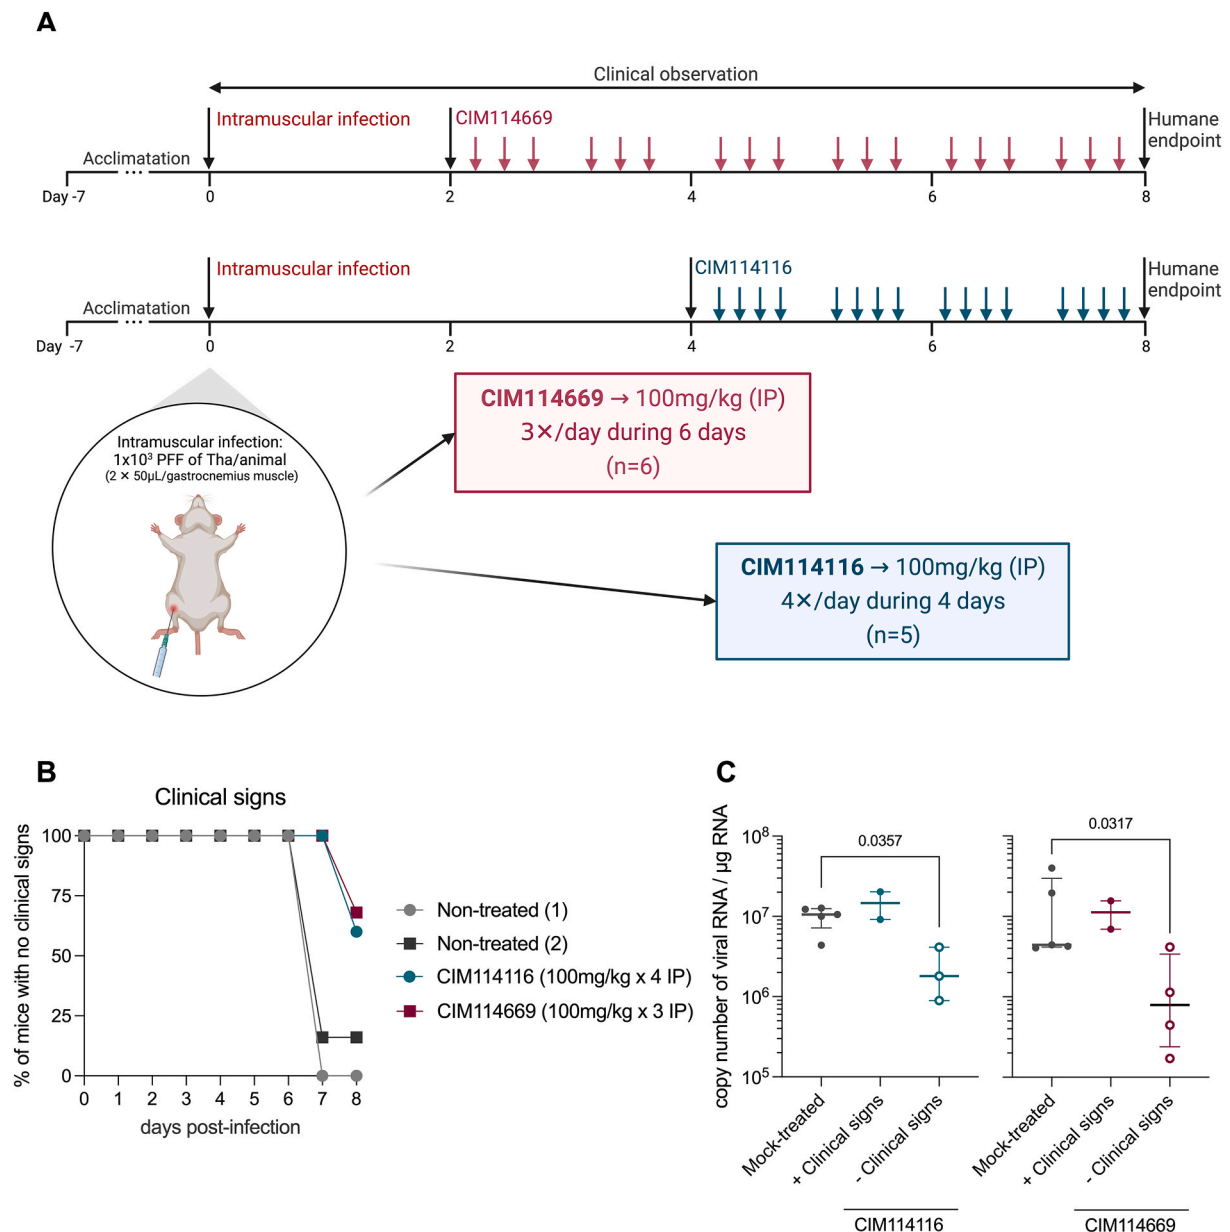 A
Clinical observation
Intramuscular infection
CIM114669
Humane
endpoint
Acclimatation
...
Day -7
0
2
4
6
8
Intramuscular infection
CIM114116
Humane
endpoint
Acclimatation
...
Day -7
0
2
4
6
8
Intramuscular infection:
1x10³ PFF of Tha/animal
(2 × 50µL/gastrocnemius muscle)
CIM114669 → 100mg/kg (IP)
3×/day during 6 days
(n=6)
CIM114116 → 100mg/kg (IP)
4×/day during 4 days
(n=5)
B
Clinical signs
% of mice with no clinical signs
100
75
50
25
0
0 1 2 3 4 5 6 7 8
days post-infection
Non-treated (1)
Non-treated (2)
CIM114116 (100mg/kg x 4 IP)
CIM114669 (100mg/kg x 3 IP)
C
copy number of viral RNA / µg RNA
10⁸
10⁷
10⁶
10⁵
0.0357
Mock-treated
+ Clinical signs
- Clinical signs
CIM114116
0.0317
Mock-treated
+ Clinical signs
- Clinical signs
CIM114669